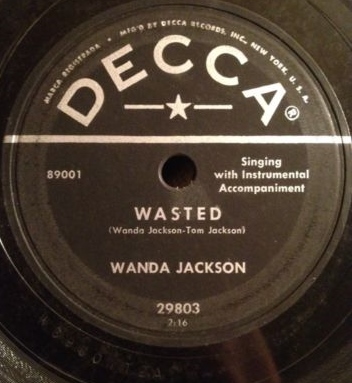 MARCA REGISTRADA • MFG'D BY DECCA RECORDS, INC., NEW YORK, U. S. A.
DECCA®
89001
Singing
with Instrumental
Accompaniment
WASTED
(Wanda Jackson-Tom Jackson)
WANDA JACKSON
29803
2:16